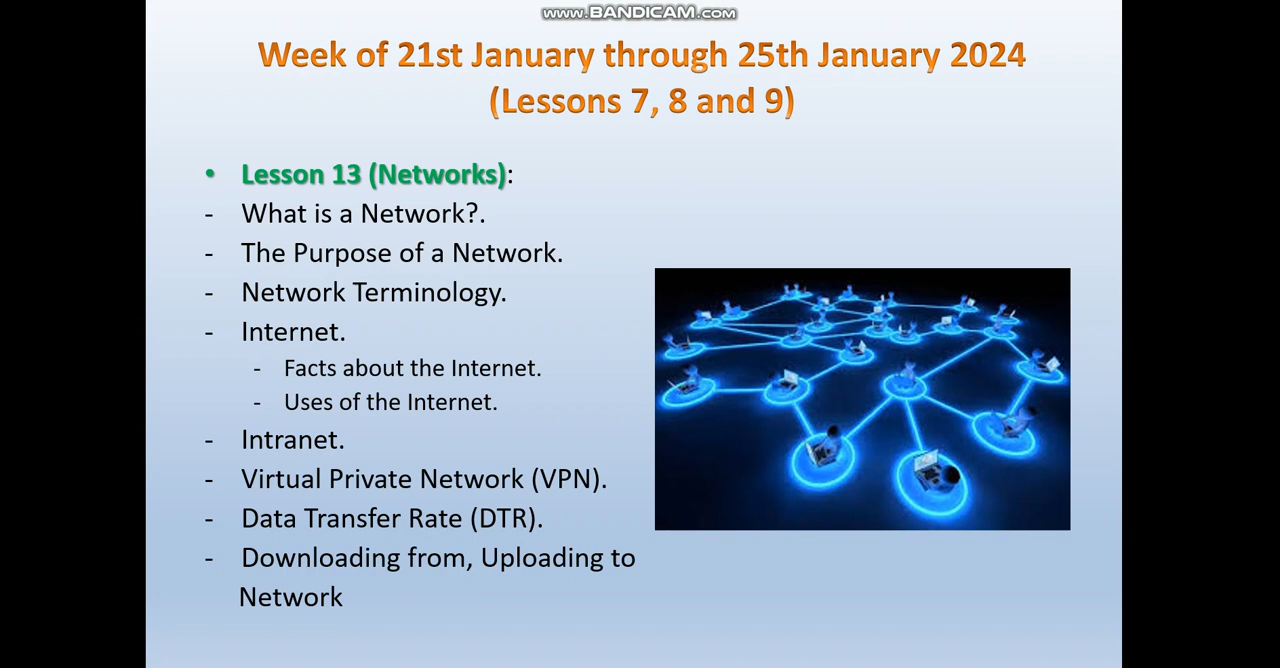 www.BANDICAM.com
Week of 21st January through 25th January 2024
(Lessons 7, 8 and 9)
• Lesson 13 (Networks):
- What is a Network?.
- The Purpose of a Network.
- Network Terminology.
- Internet.
- Facts about the Internet.
- Uses of the Internet.
- Intranet.
- Virtual Private Network (VPN).
- Data Transfer Rate (DTR).
- Downloading from, Uploading to
Network